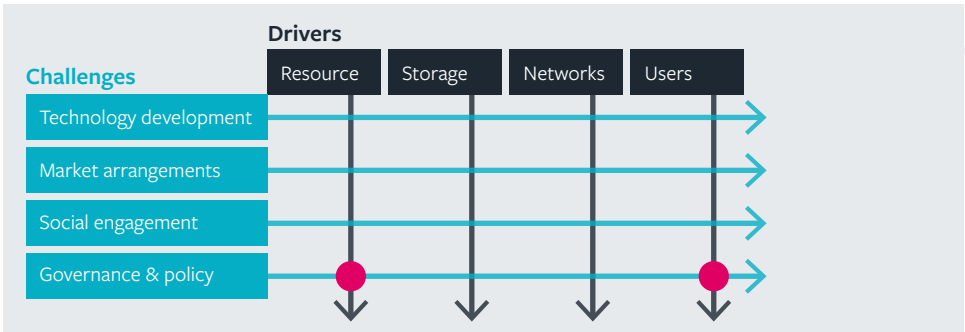 Drivers
Challenges
Resource
Storage
Networks
Users
Technology development
Market arrangements
Social engagement
Governance & policy